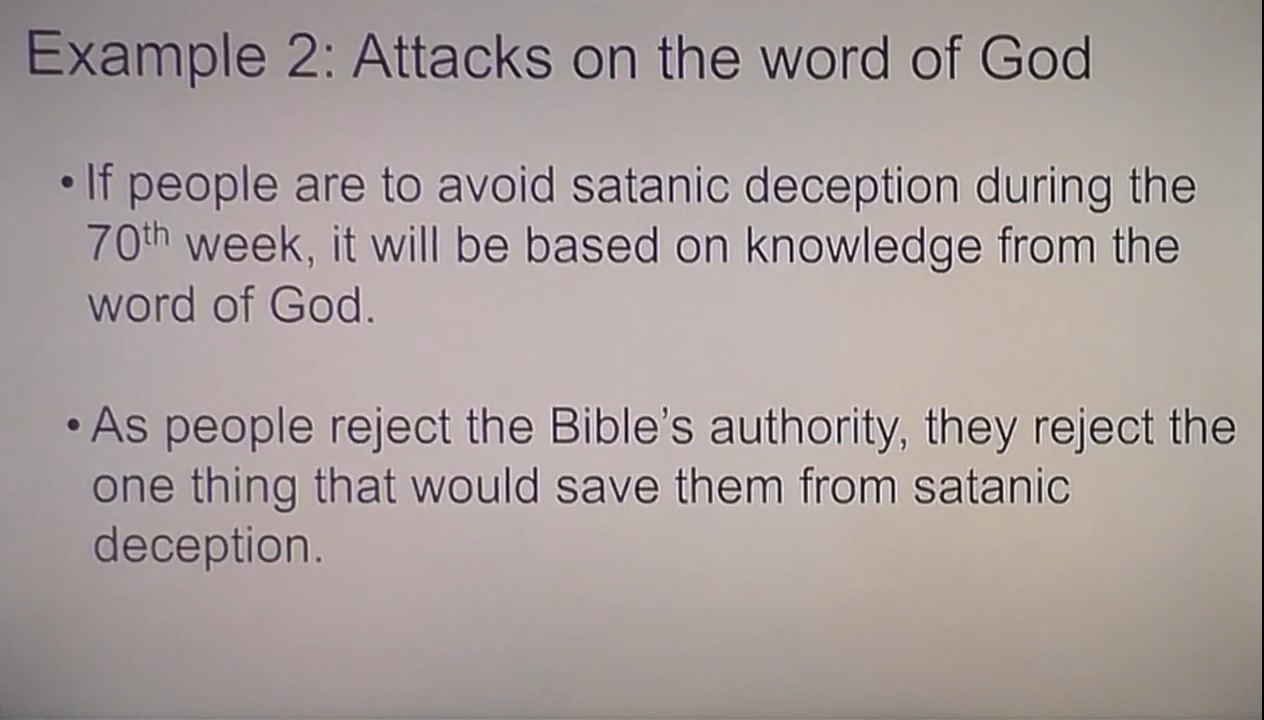 Example 2: Attacks on the word of God
• If people are to avoid satanic deception during the
70th week, it will be based on knowledge from the
word of God.
• As people reject the Bible’s authority, they reject the
one thing that would save them from satanic
deception.